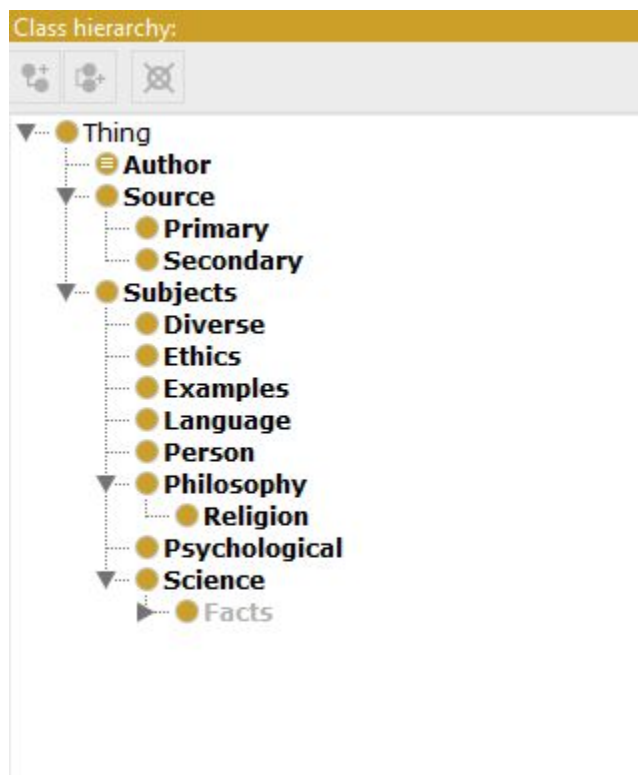 Class hierarchy:
Thing
Author
Source
Primary
Secondary
Subjects
Diverse
Ethics
Examples
Language
Person
Philosophy
Religion
Psychological
Science
Facts